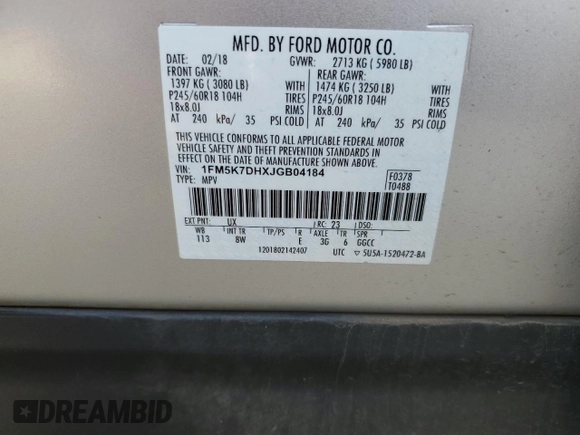 MFD. BY FORD MOTOR CO.
DATE: 02/18 GVWR: 2713 KG ( 5980 LB)
FRONT GAWR: REAR GAWR:
1397 KG ( 3080 LB) 1474 KG ( 3250 LB)
P245/60R18 104H TIRES P245/60R18 104H TIRES
18x8.0J RIMS 18x8.0J RIMS
AT 240 kPa/ 35 PSI COLD AT 240 kPa/ 35 PSI COLD
THIS VEHICLE CONFORMS TO ALL APPLICABLE FEDERAL MOTOR
VEHICLE SAFETY AND BUMPER AND THEFT PREVENTION STANDARDS IN
EFFECT ON THE DATE OF MANUFACTURE SHOWN ABOVE.
VIN: 1FM5K7DHXJGB04184 F0378
TYPE: MPV T0488
EXT PNT: UX RC: 23 DSO:
WB INT TR TP/PS R AXLE TR SPR
113 8W E 3G 6 GGCC
1201802142407 UTC ▽ 5U5A-1520472-BA
DREAMBID